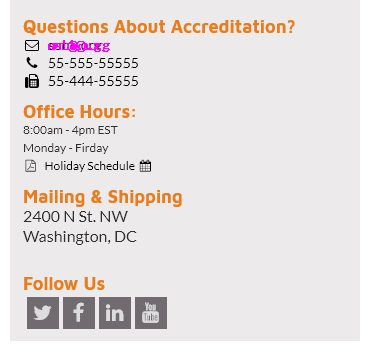 Questions About Accreditation?
55-555-55555
55-444-55555
Office Hours:
8:00am - 4pm EST
Monday - Firday
Holiday Schedule
Mailing & Shipping
2400 N St. NW
Washington, DC
Follow Us
You Tube